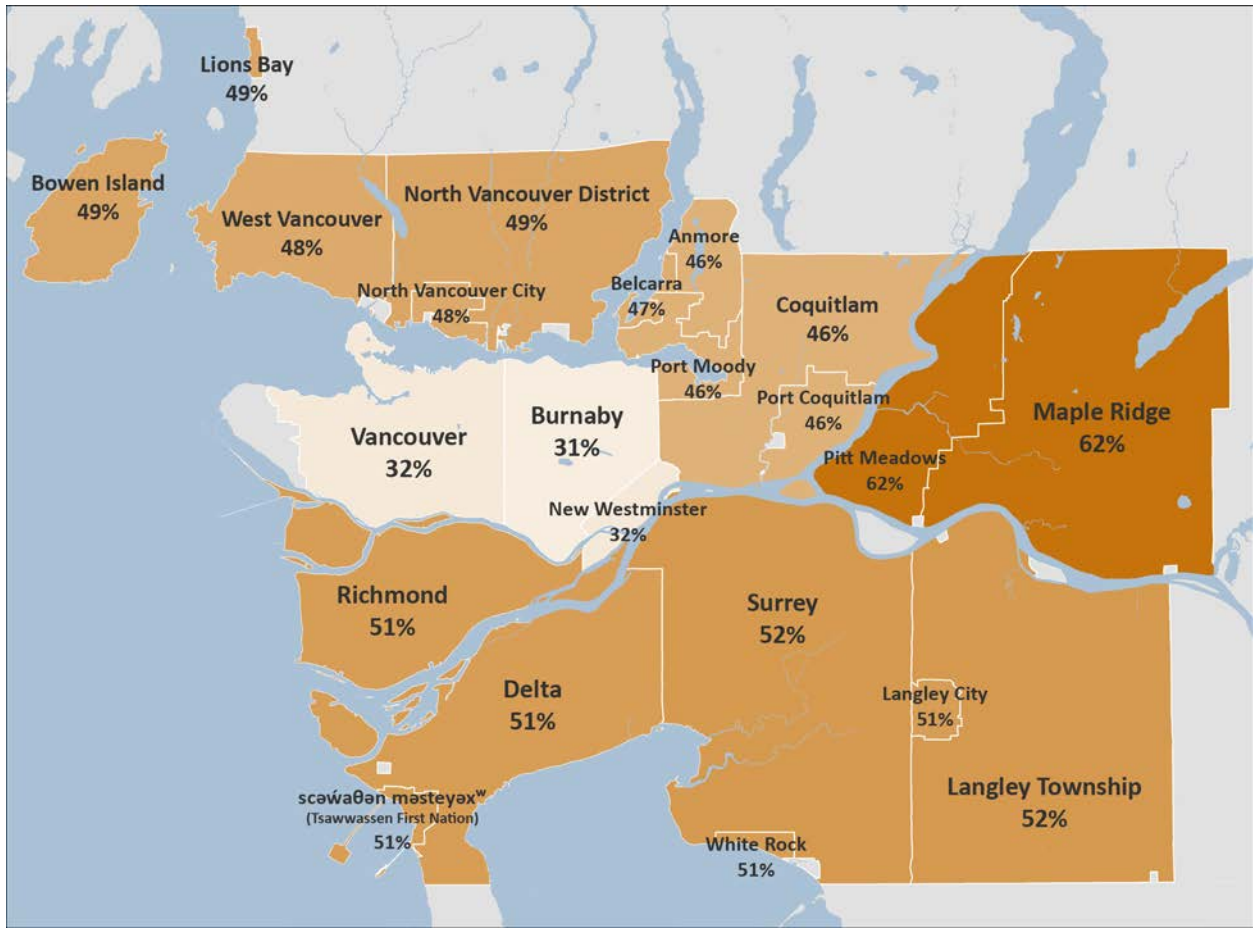 Lions Bay
49%
Bowen Island
49%
West Vancouver
48%
North Vancouver District
49%
North Vancouver City
48%
Anmore
46%
Belcarra
47%
Coquitlam
46%
Port Moody
46%
Port Coquitlam
46%
Maple Ridge
62%
Pitt Meadows
62%
Vancouver
32%
Burnaby
31%
New Westminster
32%
Richmond
51%
Surrey
52%
Delta
51%
Langley City
51%
Langley Township
52%
scəw̓aθən məsteyəxʷ
(Tsawwassen First Nation)
51%
White Rock
51%